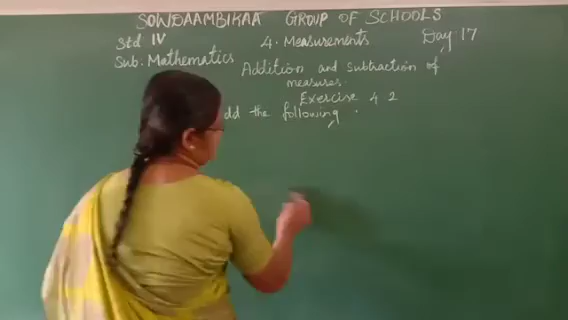 SOWDAAMBIKAA GROUP OF SCHOOLS
Std IV 4. Measurements Day 17
Sub. Mathematics
Addition and subtraction of
measures.
Exercise 4 2
dd the following .